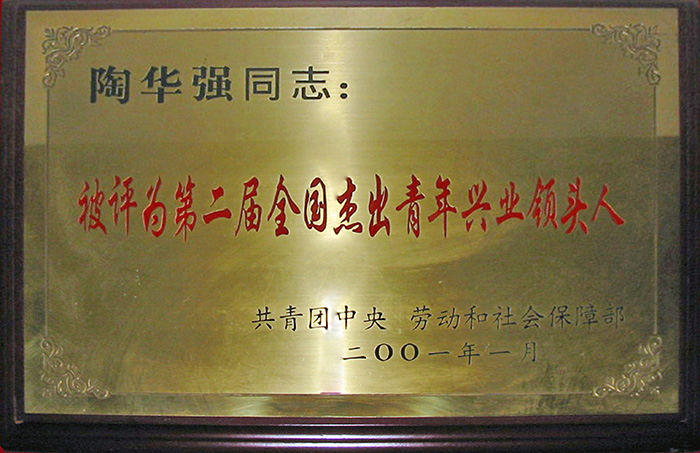 陶华强同志：
被评为第二届全国杰出青年兴业领头人
共青团中央 劳动和社会保障部
二OO一年一月